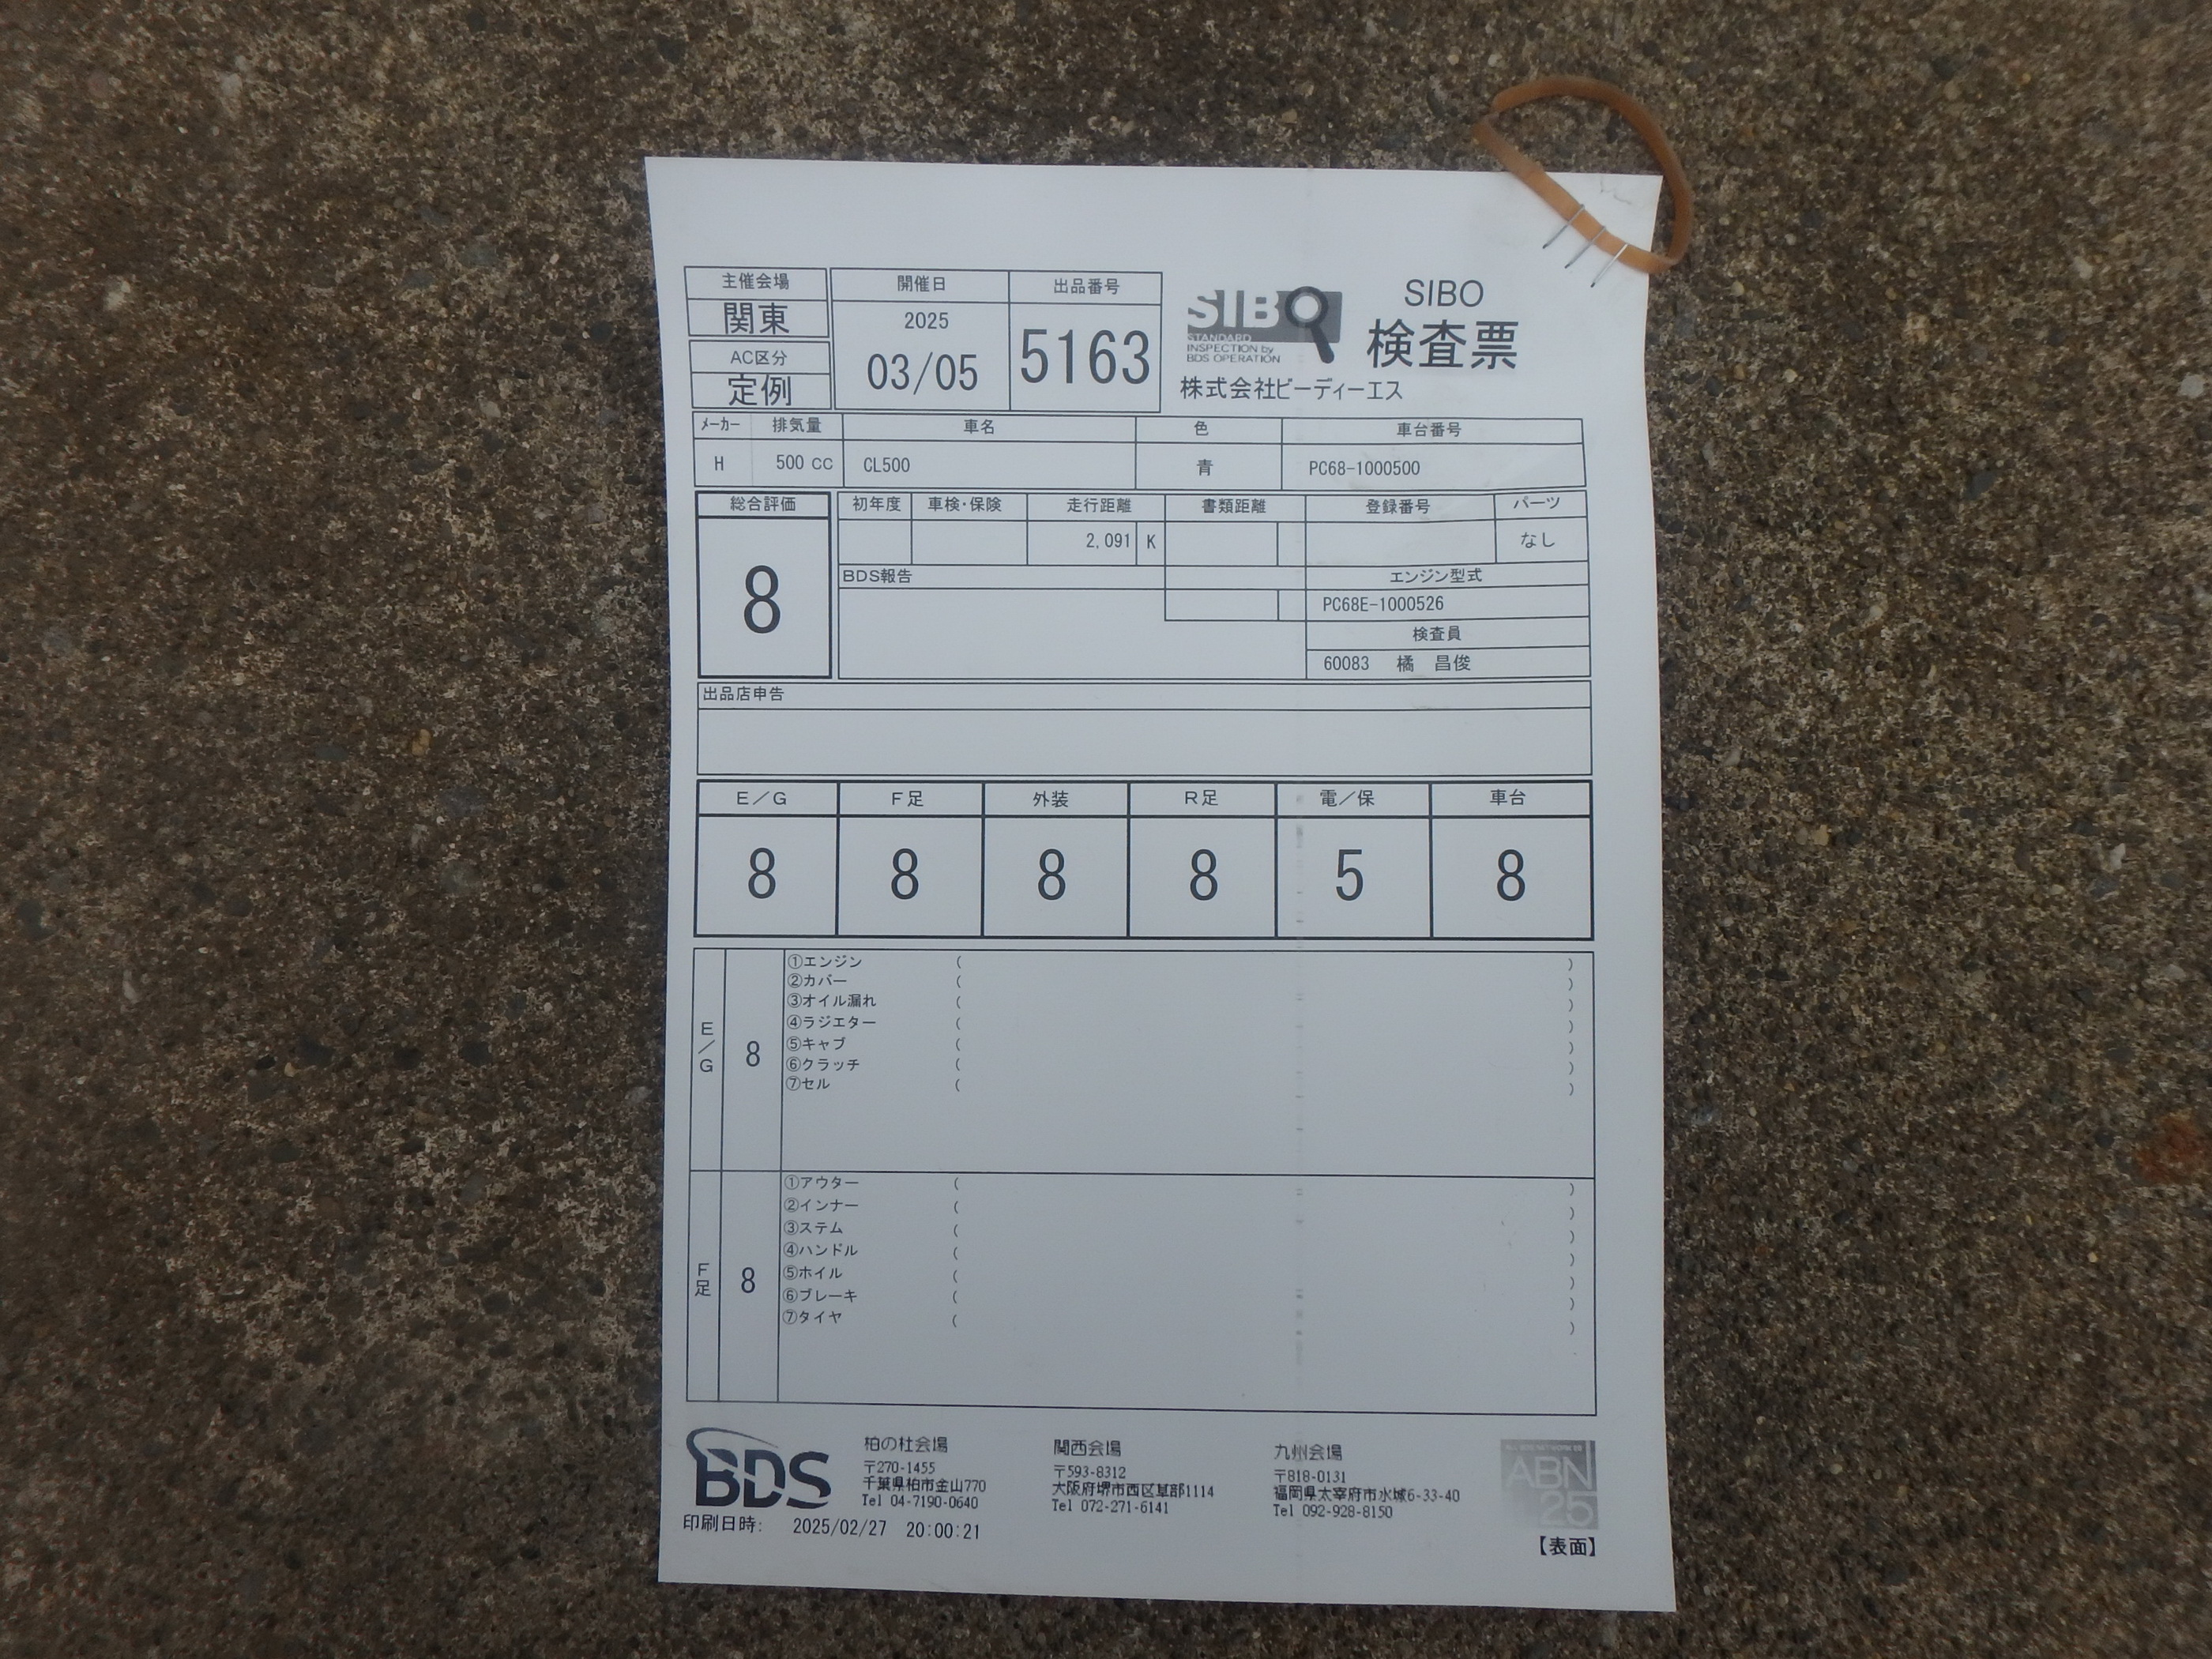 主催会場 開催日 出品番号
関東 2025 03/05 5163
AC区分
定例
SIBO
STANDARD
INSPECTION by
BDS OPERATION
SIBO
検査票
株式会社ビーディーエス
メーカー 排気量 車名 色 車台番号
H 500 CC CL500 青 PC68-1000500
総合評価 初年度 車検・保険 走行距離 書類距離 登録番号 パーツ
8 2,091 K なし
BDS報告 エンジン型式
PC68E-1000526
検査員
60083 橘 昌俊
出品店申告
E/G F足 外装 R足 電/保 車台
8 8 8 8 5 8
E/G 8
①エンジン ( )
②カバー ( )
③オイル漏れ ( )
④ラジエター ( )
⑤キャブ ( )
⑥クラッチ ( )
⑦セル ( )
F足 8
①アウター ( )
②インナー ( )
③ステム ( )
④ハンドル ( )
⑤ホイル ( )
⑥ブレーキ ( )
⑦タイヤ ( )
BDS
柏の杜会場
〒270-1455
千葉県柏市金山770
Tel 04-7190-0640
関西会場
〒593-8312
大阪府堺市西区草部1114
Tel 072-271-6141
九州会場
〒818-0131
福岡県太宰府市水城6-33-40
Tel 092-928-8150
ABN
25
印刷日時: 2025/02/27 20:00:21
【表面】